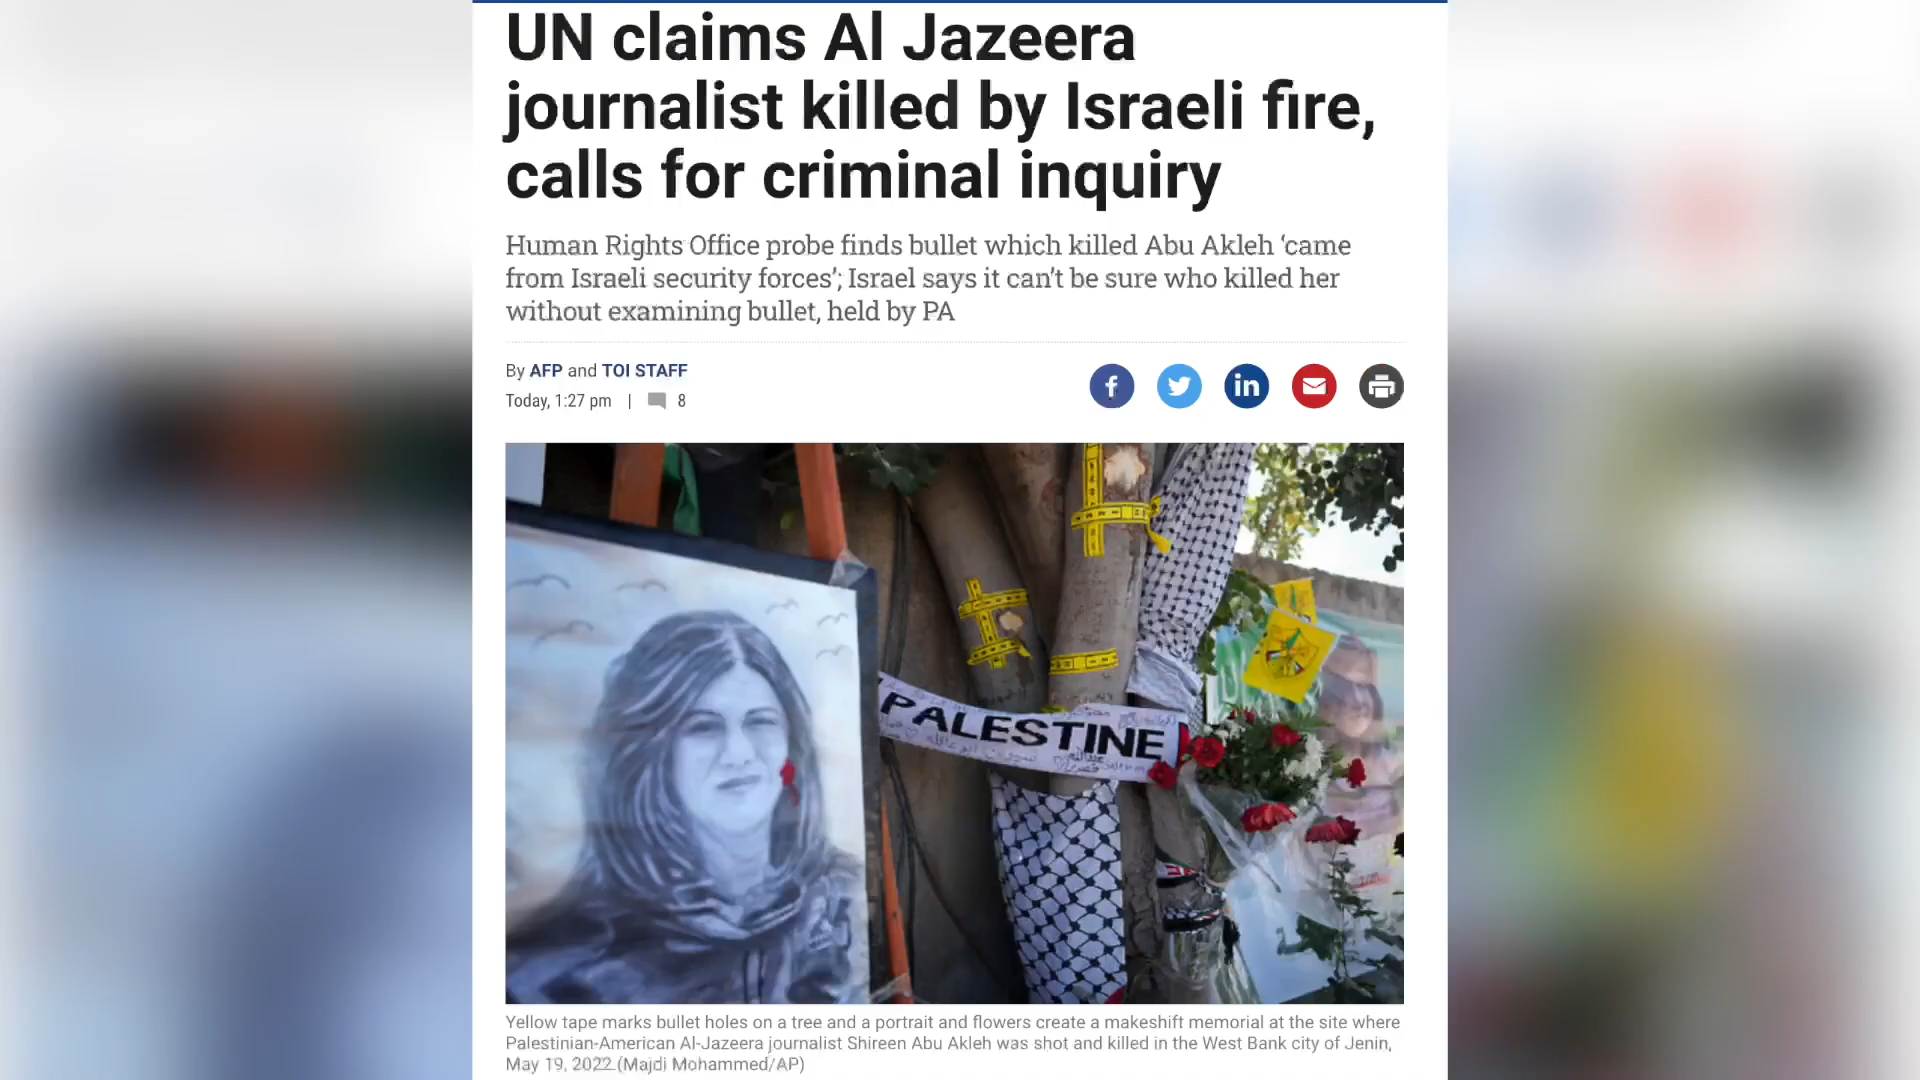 UN claims Al Jazeera
journalist killed by Israeli fire,
calls for criminal inquiry
Human Rights Office probe finds bullet which killed Abu Akleh ‘came
from Israeli security forces’; Israel says it can’t be sure who killed her
without examining bullet, held by PA
By AFP and TOI STAFF
Today, 1:27 pm | 8
f in
PALESTINE
Yellow tape marks bullet holes on a tree and a portrait and flowers create a makeshift memorial at the site where
Palestinian-American Al-Jazeera journalist Shireen Abu Akleh was shot and killed in the West Bank city of Jenin,
May 19, 2022 (Majdi Mohammed/AP)